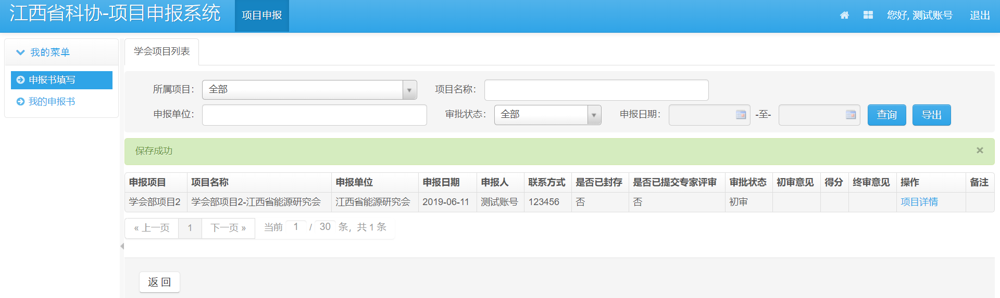 江西省科协-项目申报系统 项目申报 您好, 测试账号 退出
我的菜单
申报书填写
我的申报书
学会项目列表
所属项目： 全部 项目名称：
申报单位： 审批状态： 全部 申报日期： -至- 查询 导出
保存成功 ×
申报项目 项目名称 申报单位 申报日期 申报人 联系方式 是否已封存 是否已提交专家评审 审批状态 初审意见 得分 终审意见 操作 备注
学会部项目2 学会部项目2-江西省能源研究会 江西省能源研究会 2019-06-11 测试账号 123456 否 否 初审 项目详情
« 上一页 1 下一页 » 当前 1 / 30 条，共 1 条
返 回